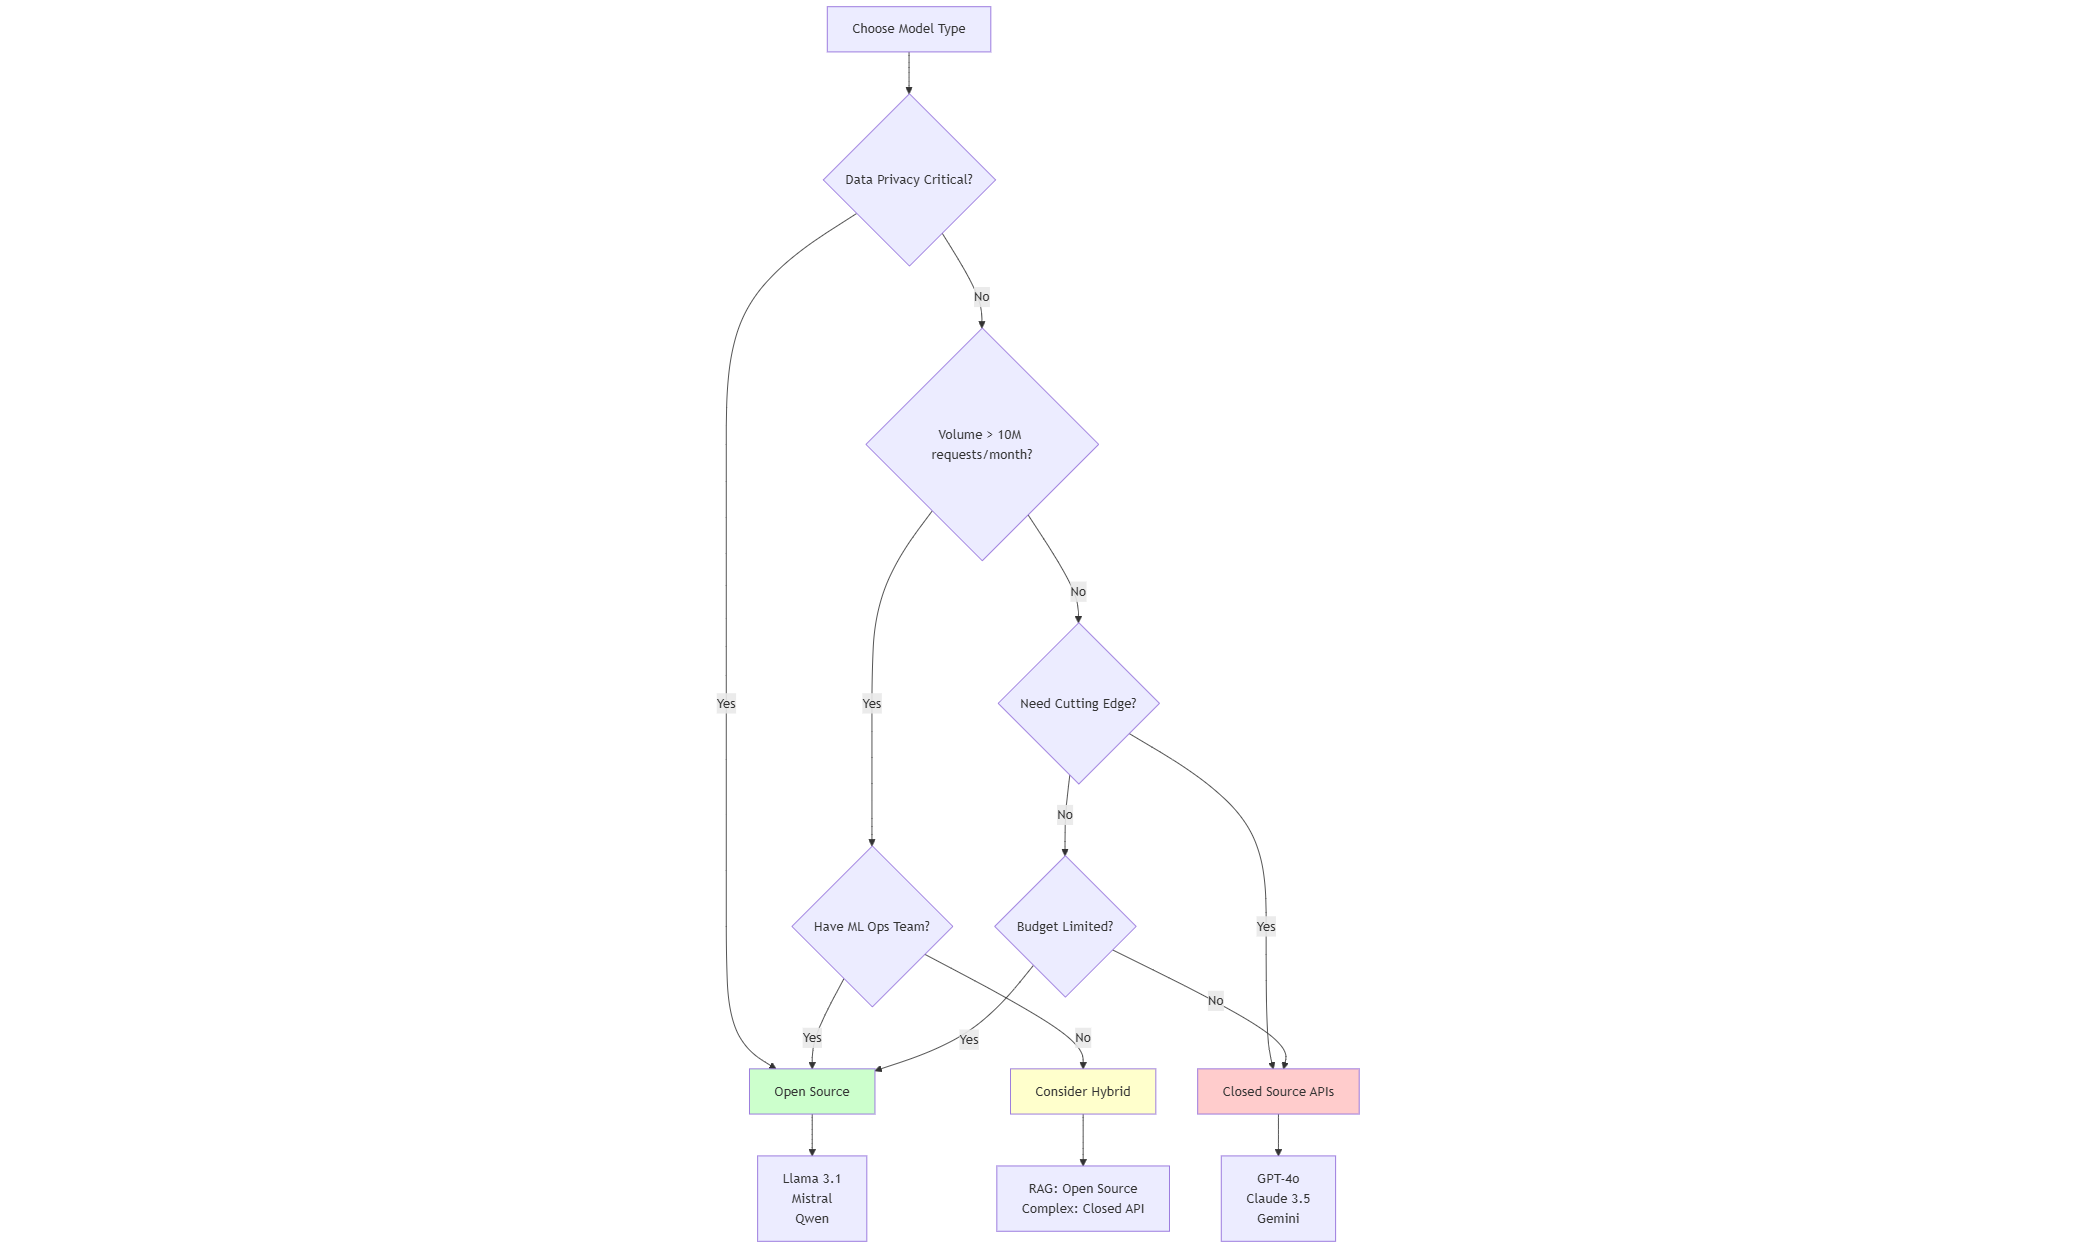 Choose Model Type
Data Privacy Critical?
No
Volume > 10M
requests/month?
No
Yes
Yes
Need Cutting Edge?
No
Have ML Ops Team?
Budget Limited?
Yes
No
Yes
Yes
No
Open Source
Consider Hybrid
Closed Source APIs
Llama 3.1
Mistral
Qwen
RAG: Open Source
Complex: Closed API
GPT-4o
Claude 3.5
Gemini